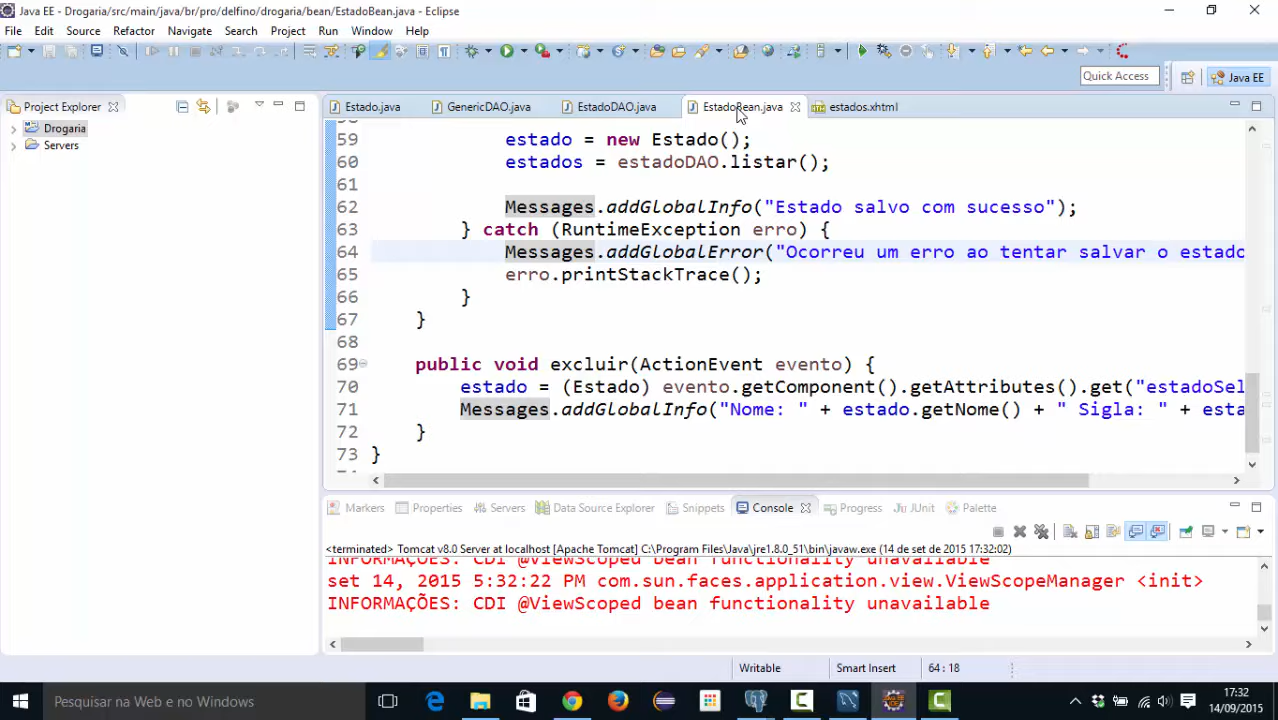 Java EE - Drogaria/src/main/java/br/pro/delfino/drogaria/bean/EstadoBean.java - Eclipse
File Edit Source Refactor Navigate Search Project Run Window Help
Quick Access Java EE
Project Explorer
Drogaria
Servers
Estado.java GenericDAO.java EstadoDAO.java EstadoBean.java estados.xhtml
59 estado = new Estado();
60 estados = estadoDAO.listar();
61
62 Messages.addGlobalInfo("Estado salvo com sucesso");
63 } catch (RuntimeException erro) {
64 Messages.addGlobalError("Ocorreu um erro ao tentar salvar o estado
65 erro.printStackTrace();
66 }
67 }
68
69 public void excluir(ActionEvent evento) {
70 estado = (Estado) evento.getComponent().getAttributes().get("estadoSel
71 Messages.addGlobalInfo("Nome: " + estado.getNome() + " Sigla: " + esta
72 }
73 }
Markers Properties Servers Data Source Explorer Snippets Console Progress JUnit Palette
<terminated> Tomcat v8.0 Server at localhost [Apache Tomcat] C:\Program Files\Java\jre1.8.0_51\bin\javaw.exe (14 de set de 2015 17:32:02)
INFORMAÇÕES: CDI @ViewScoped bean functionality unavailable
set 14, 2015 5:32:22 PM com.sun.faces.application.view.ViewScopeManager <init>
INFORMAÇÕES: CDI @ViewScoped bean functionality unavailable
Writable Smart Insert 64 : 18
Pesquisar na Web e no Windows
17:32
14/09/2015